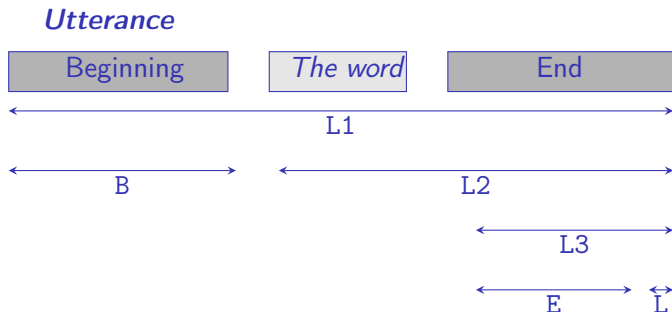 Utterance
Beginning The word End
L1
B L2
L3
E L